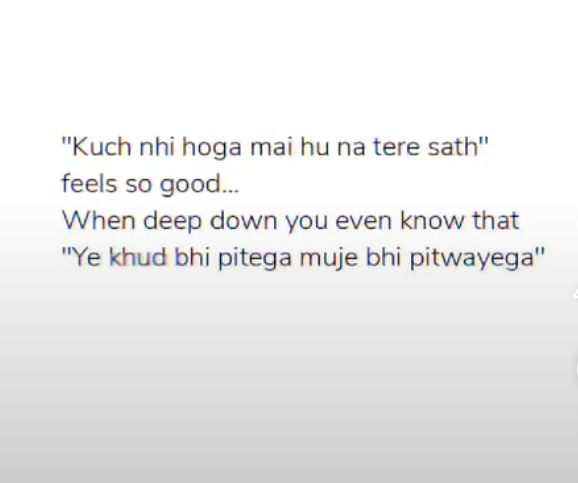 "Kuch nhi hoga mai hu na tere sath"
feels so good...
When deep down you even know that
"Ye khud bhi pitega muje bhi pitwayega"